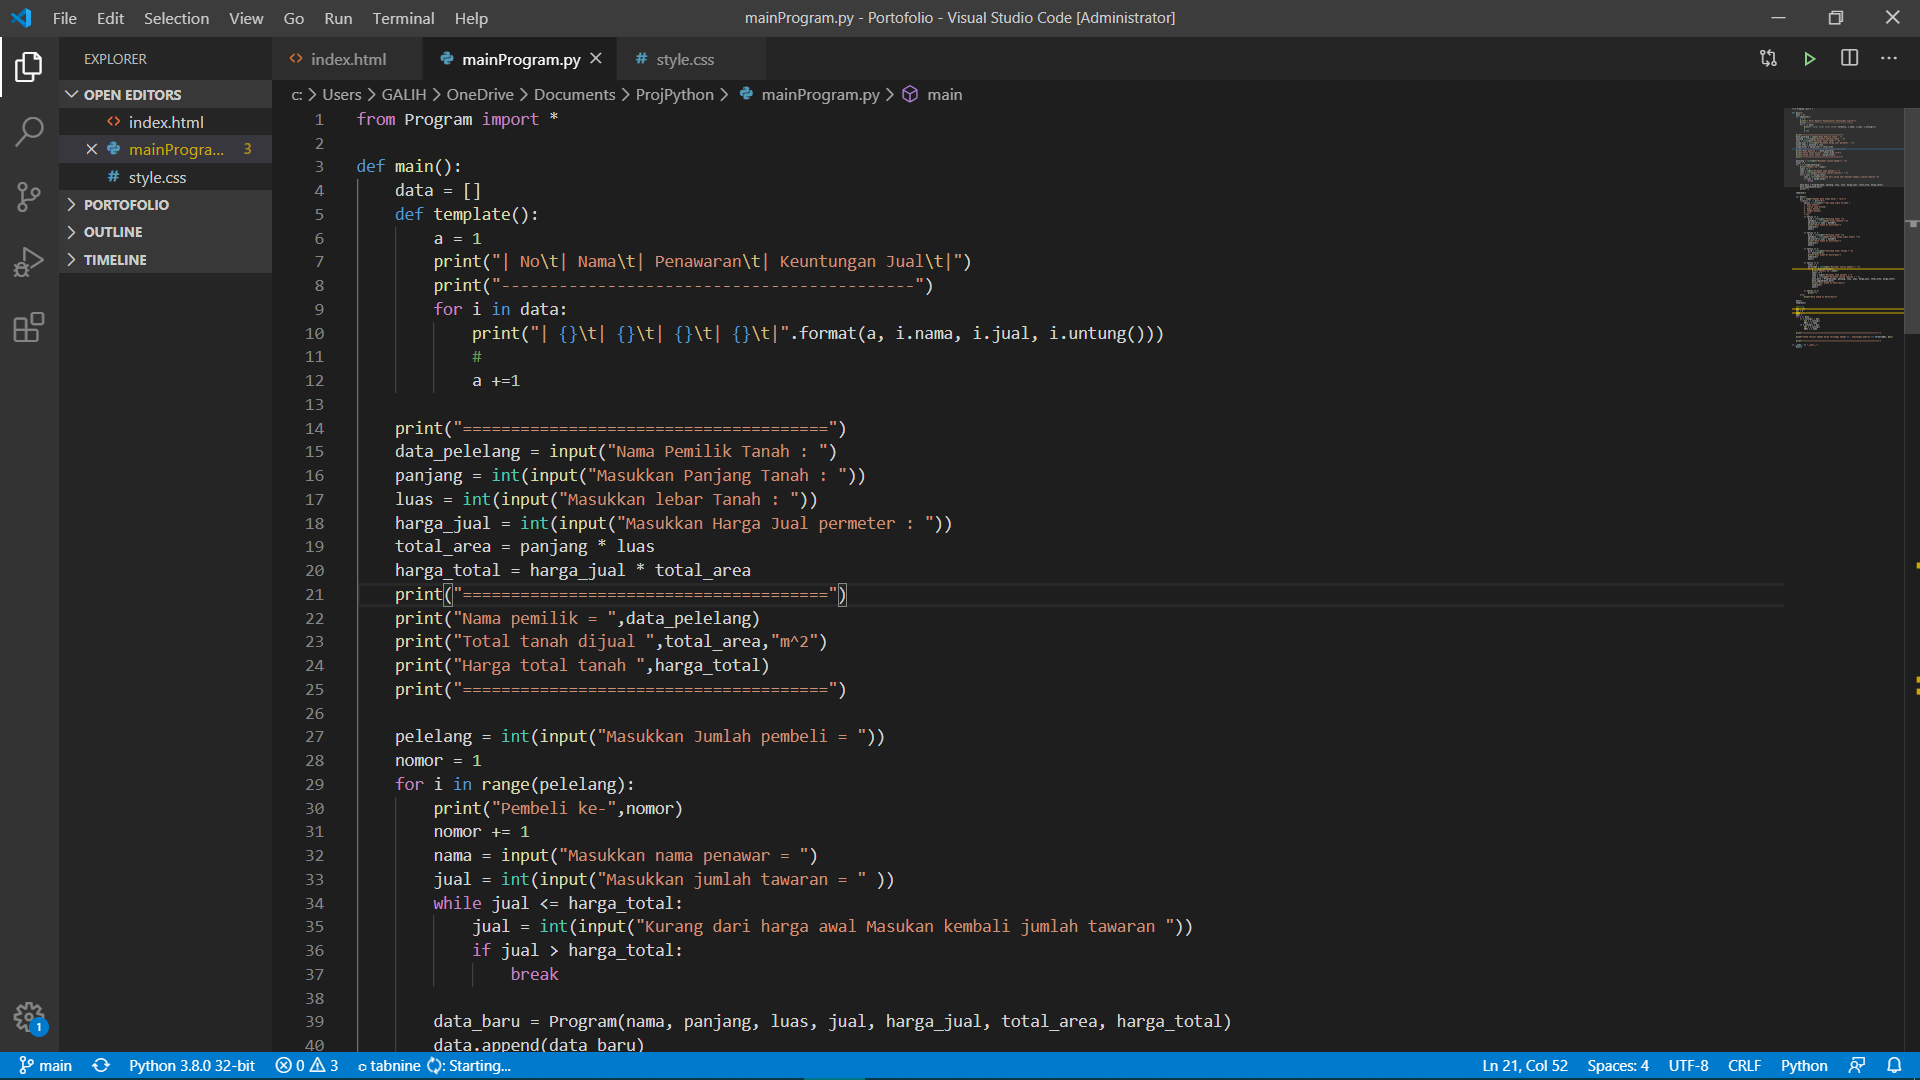 File Edit Selection View Go Run Terminal Help
mainProgram.py - Portofolio - Visual Studio Code [Administrator]
EXPLORER
OPEN EDITORS
index.html
mainProgra... 3
style.css
PORTOFOLIO
OUTLINE
TIMELINE
index.html mainProgram.py style.css
c: > Users > GALIH > OneDrive > Documents > ProjPython > mainProgram.py > main
1 from Program import *
2
3 def main():
4     data = []
5     def template():
6         a = 1
7         print("| No\t| Nama\t| Penawaran\t| Keuntungan Jual\t|")
8         print("-------------------------------------------")
9         for i in data:
10             print("| {}\t| {}\t| {}\t| {}\t|".format(a, i.nama, i.jual, i.untung()))
11             #
12             a +=1
13
14     print("======================================")
15     data_pelelang = input("Nama Pemilik Tanah : ")
16     panjang = int(input("Masukkan Panjang Tanah : "))
17     luas = int(input("Masukkan lebar Tanah : "))
18     harga_jual = int(input("Masukkan Harga Jual permeter : "))
19     total_area = panjang * luas
20     harga_total = harga_jual * total_area
21     print("======================================")
22     print("Nama pemilik = ",data_pelelang)
23     print("Total tanah dijual ",total_area,"m^2")
24     print("Harga total tanah ",harga_total)
25     print("======================================")
26
27     pelelang = int(input("Masukkan Jumlah pembeli = "))
28     nomor = 1
29     for i in range(pelelang):
30         print("Pembeli ke-",nomor)
31         nomor += 1
32         nama = input("Masukkan nama penawar = ")
33         jual = int(input("Masukkan jumlah tawaran = " ))
34         while jual <= harga_total:
35             jual = int(input("Kurang dari harga awal Masukan kembali jumlah tawaran "))
36             if jual > harga_total:
37                 break
38
39         data_baru = Program(nama, panjang, luas, jual, harga_jual, total_area, harga_total)
40         data.append(data_baru)
1
main Python 3.8.0 32-bit 0 3 tabnine : Starting... Ln 21, Col 52 Spaces: 4 UTF-8 CRLF Python